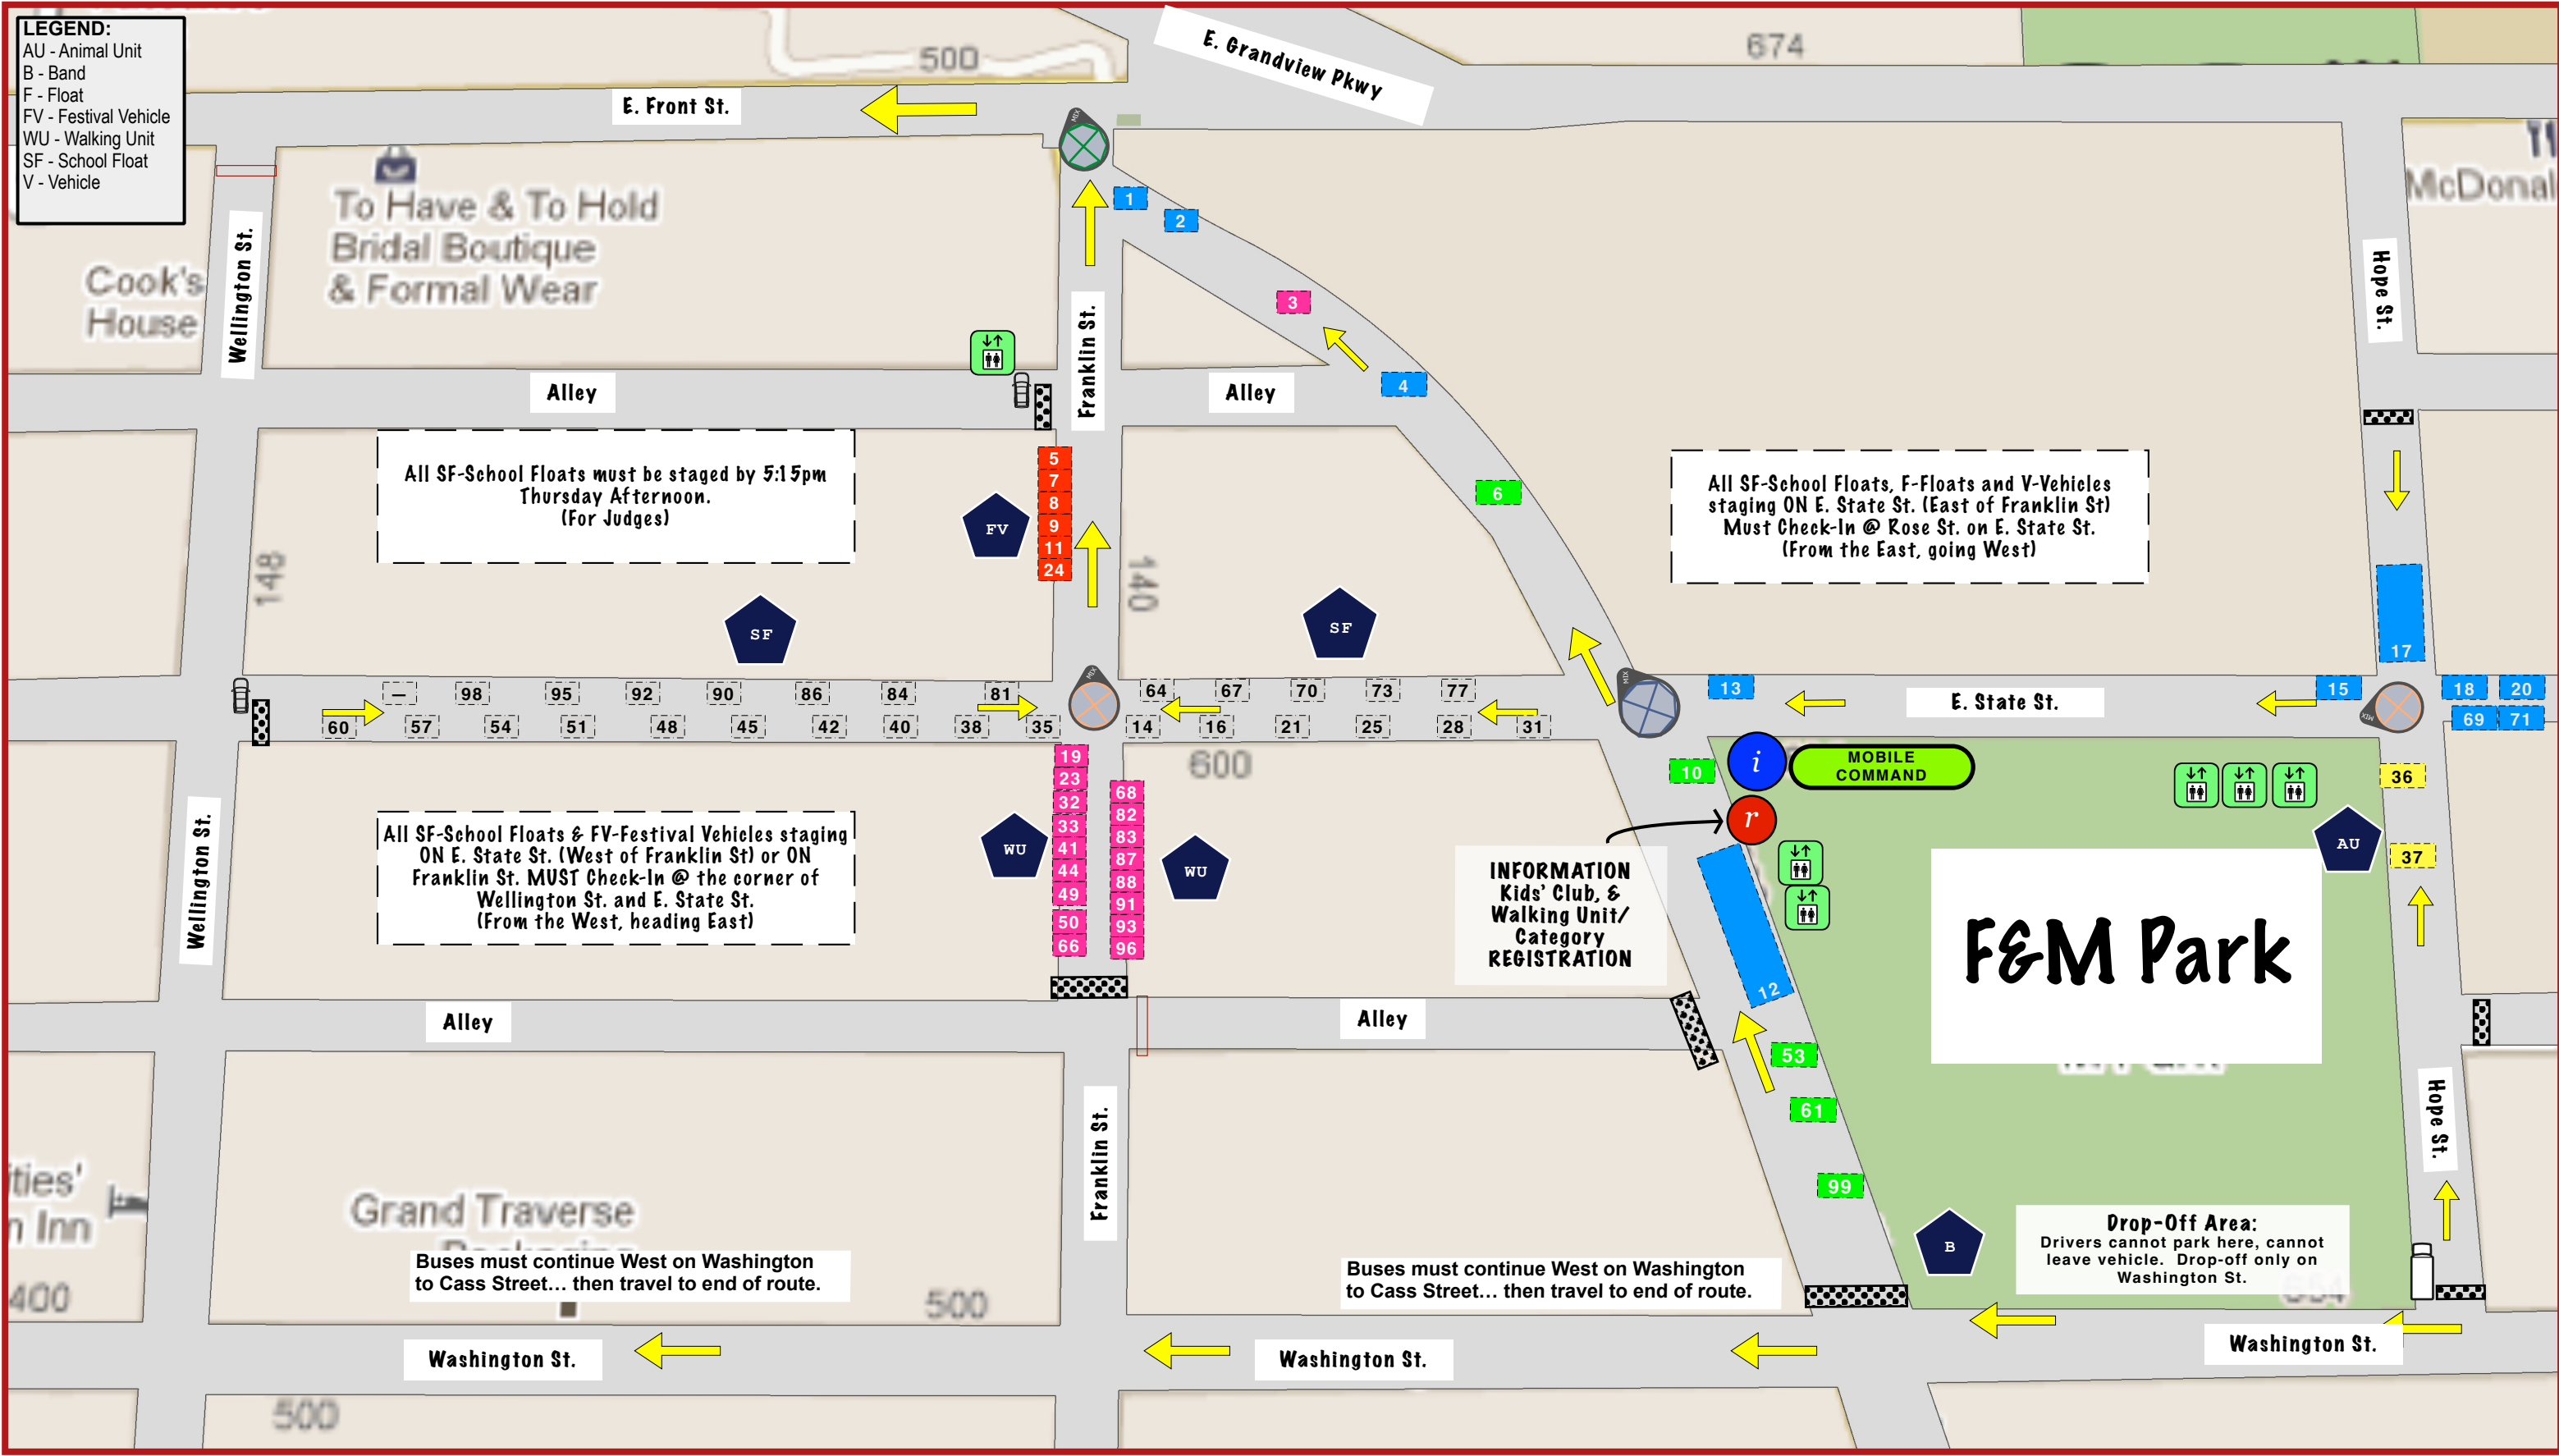 LEGEND:
AU - Animal Unit
B - Band
F - Float
FV - Festival Vehicle
WU - Walking Unit
SF - School Float
V - Vehicle
500
E. Grandview Pkwy
674
E. Front St.
MIX
To Have & To Hold
Bridal Boutique
& Formal Wear
Cook's
House
Wellington St.
1
2
3
4
6
Franklin St.
Hope St.
Alley
Alley
All SF-School Floats must be staged by 5:15pm
Thursday Afternoon.
(For Judges)
FV
5
7
8
9
11
24
148
140
All SF-School Floats, F-Floats and V-Vehicles
staging ON E. State St. (East of Franklin St)
Must Check-In @ Rose St. on E. State St.
(From the East, going West)
SF
SF
17
— 98 95 92 90 86 84 81
MIX
64 67 70 73 77
MIX
13
E. State St.
15
MIX
18 20
60 57 54 51 48 45 42 40 38 35
14 16 21 25 28 31
69 71
600
19
23
32
33
41
44
49
50
66
68
82
83
87
88
91
93
96
WU
WU
10
i
MOBILE
COMMAND
r
36
AU
37
Wellington St.
All SF-School Floats & FV-Festival Vehicles staging
ON E. State St. (West of Franklin St) or ON
Franklin St. MUST Check-In @ the corner of
Wellington St. and E. State St.
(From the West, heading East)
INFORMATION
Kids' Club, &
Walking Unit/
Category
REGISTRATION
F&M Park
12
Alley
Alley
53
61
99
Franklin St.
Hope St.
ities'
n Inn
Grand Traverse
Buses must continue West on Washington
to Cass Street... then travel to end of route.
Buses must continue West on Washington
to Cass Street... then travel to end of route.
B
Drop-Off Area:
Drivers cannot park here, cannot
leave vehicle. Drop-off only on
Washington St.
400
500
Washington St.
Washington St.
Washington St.
500